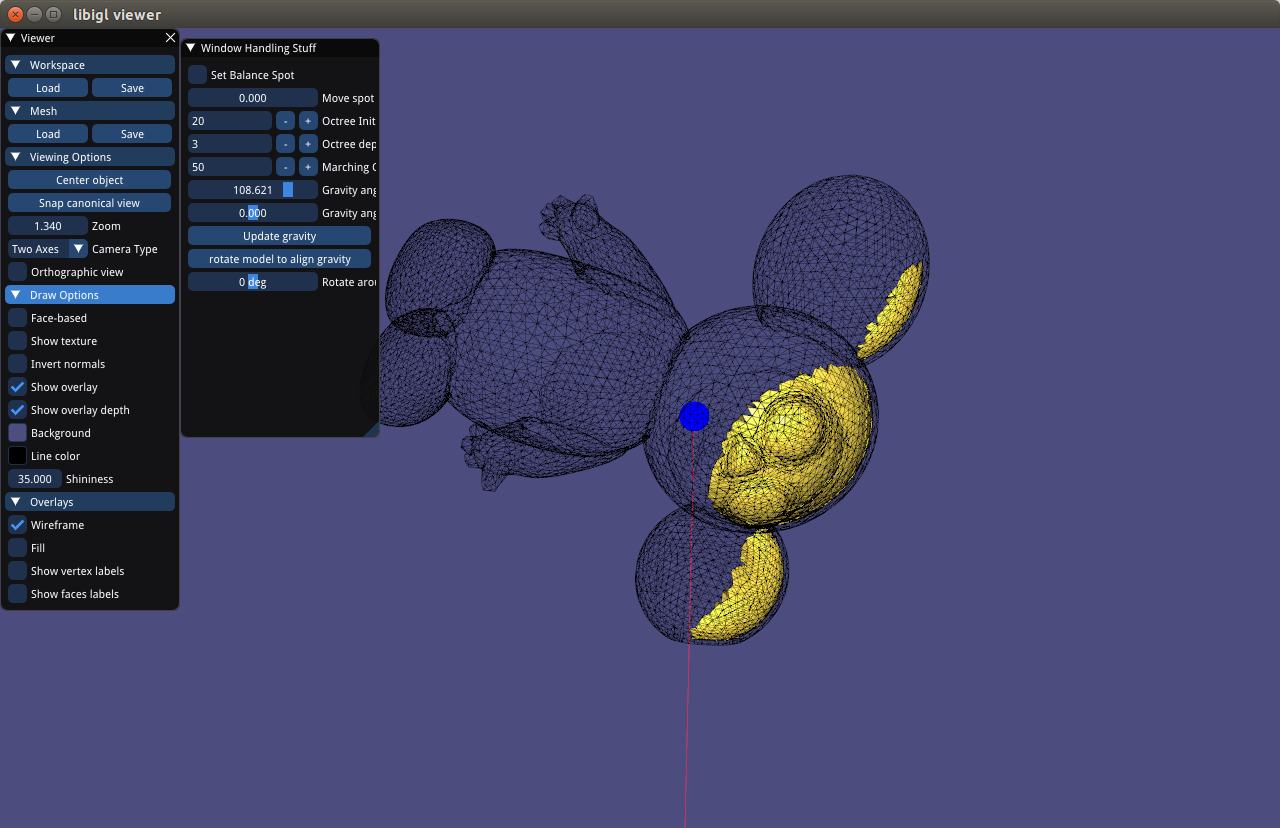 libigl viewer
Viewer
Workspace
Load Save
Mesh
Load Save
Viewing Options
Center object
Snap canonical view
1.340 Zoom
Two Axes Camera Type
Orthographic view
Draw Options
Face-based
Show texture
Invert normals
Show overlay
Show overlay depth
Background
Line color
35.000 Shininess
Overlays
Wireframe
Fill
Show vertex labels
Show faces labels
Window Handling Stuff
Set Balance Spot
0.000 Move spot
20 - + Octree Init
3 - + Octree dep
50 - + Marching C
108.621 Gravity ang
0.000 Gravity ang
Update gravity
rotate model to align gravity
0 deg Rotate arou